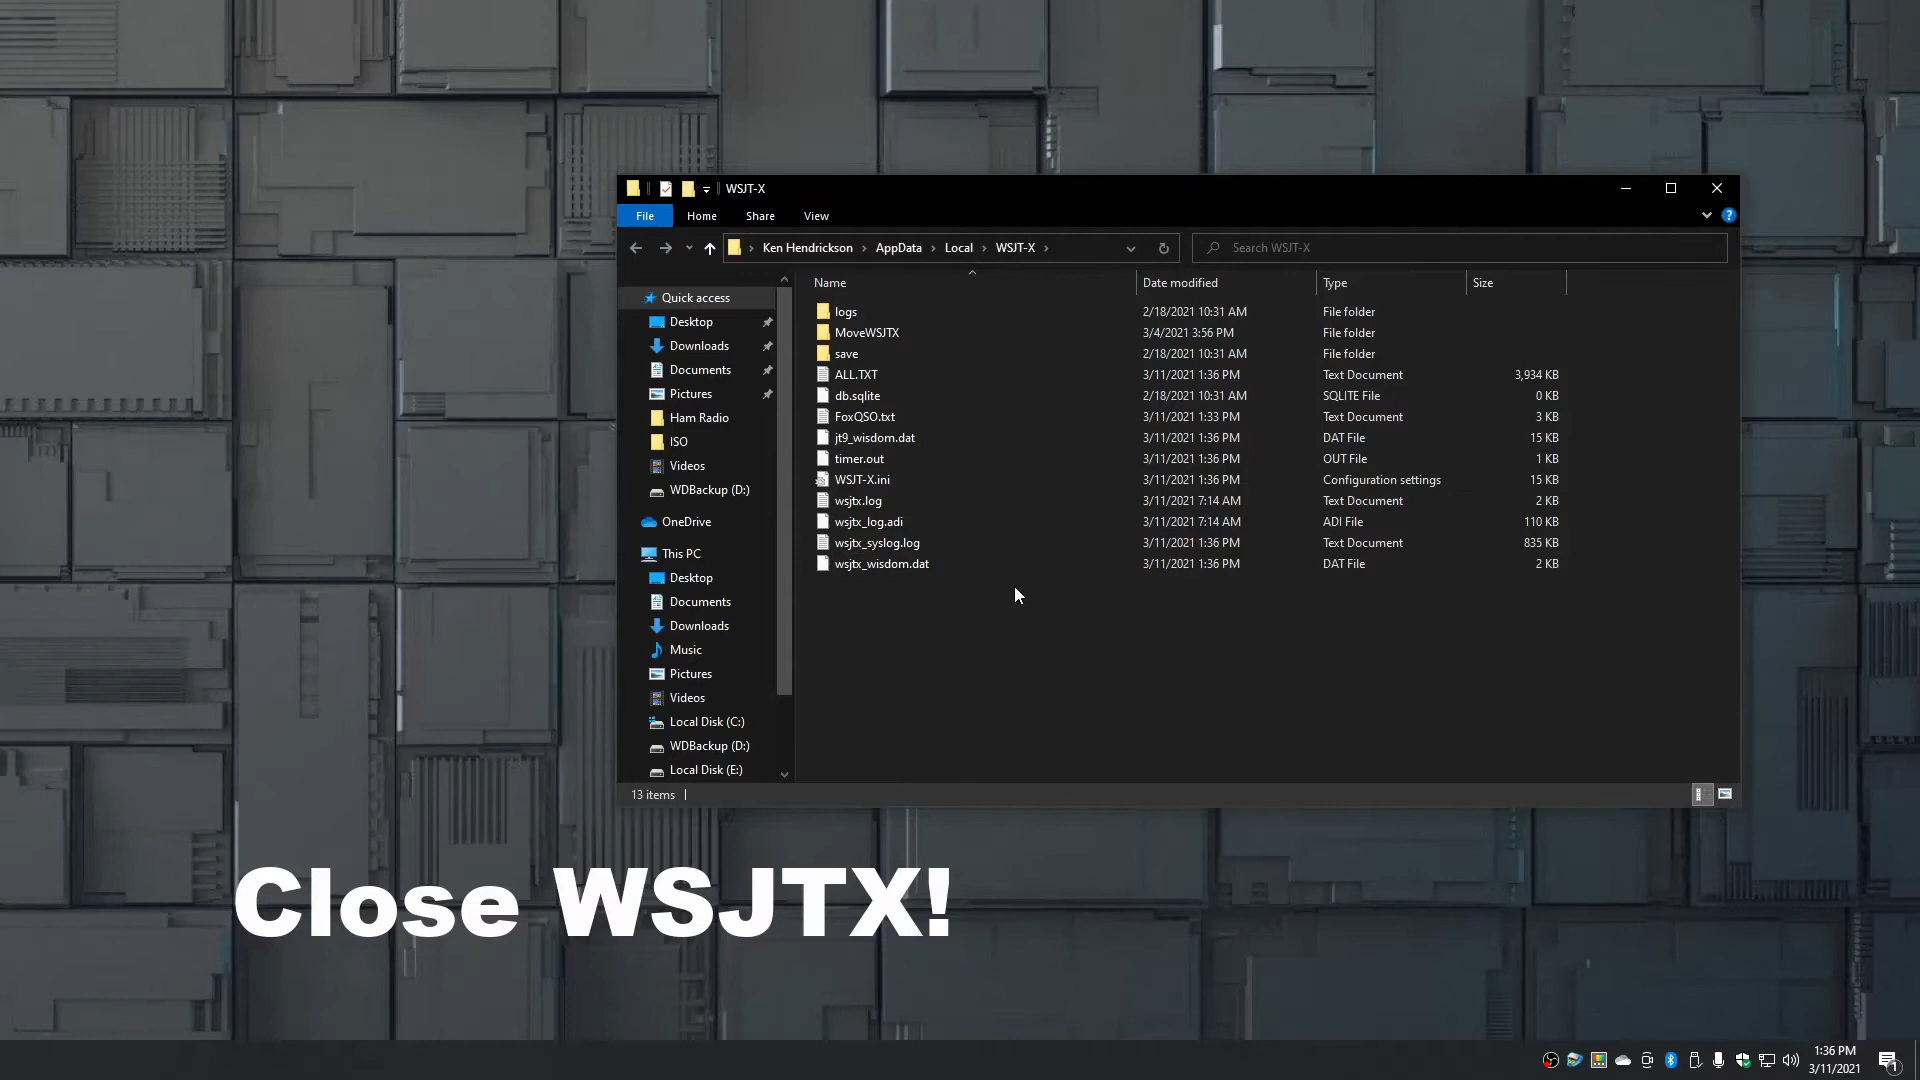 WSJT-X
File Home Share View
Ken Hendrickson AppData Local WSJT-X Search WSJT-X
Name Date modified Type Size
Quick access
Desktop
Downloads
Documents
Pictures
Ham Radio
ISO
Videos
WDBackup (D:)
OneDrive
This PC
Desktop
Documents
Downloads
Music
Pictures
Videos
Local Disk (C:)
WDBackup (D:)
Local Disk (E:)
logs 2/18/2021 10:31 AM File folder
MoveWSJTX 3/4/2021 3:56 PM File folder
save 2/18/2021 10:31 AM File folder
ALL.TXT 3/11/2021 1:36 PM Text Document 3,934 KB
db.sqlite 2/18/2021 10:31 AM SQLITE File 0 KB
FoxQSO.txt 3/11/2021 1:33 PM Text Document 3 KB
jt9_wisdom.dat 3/11/2021 1:36 PM DAT File 15 KB
timer.out 3/11/2021 1:36 PM OUT File 1 KB
WSJT-X.ini 3/11/2021 1:36 PM Configuration settings 15 KB
wsjtx.log 3/11/2021 7:14 AM Text Document 2 KB
wsjtx_log.adi 3/11/2021 7:14 AM ADI File 110 KB
wsjtx_syslog.log 3/11/2021 1:36 PM Text Document 835 KB
wsjtx_wisdom.dat 3/11/2021 1:36 PM DAT File 2 KB
13 items
Close WSJTX!
1:36 PM
3/11/2021
1